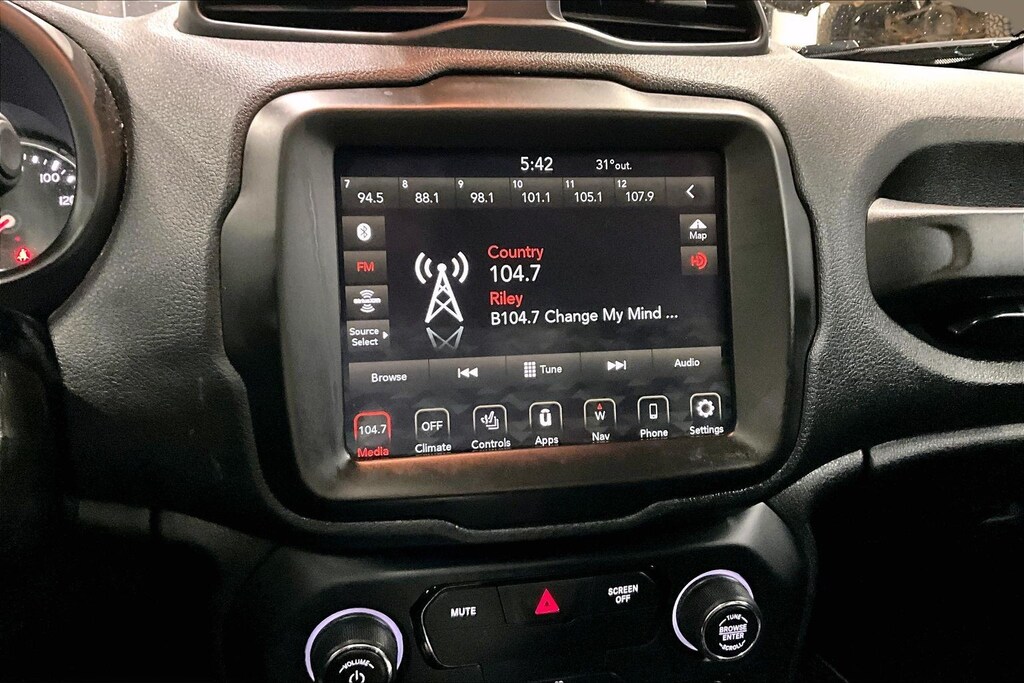 5:42 31°out.
7 94.5 8 88.1 9 98.1 10 101.1 11 105.1 12 107.9
100
120
Map
FM
Country
104.7
Riley
B104.7 Change My Mind ...
Source
Select
Browse Tune Audio
104.7 OFF W
Media Climate Controls Apps Nav Phone Settings
MUTE SCREEN
OFF
VOLUME
TUNE
BROWSE
ENTER
SCROLL